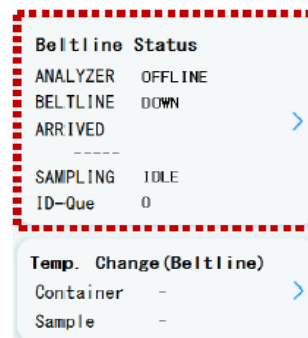 Beltline Status
ANALYZER OFFLINE
BELTLINE DOWN
ARRIVED
-----
SAMPLING IDLE
ID-Que 0
Temp. Change(Beltline)
Container -
Sample -